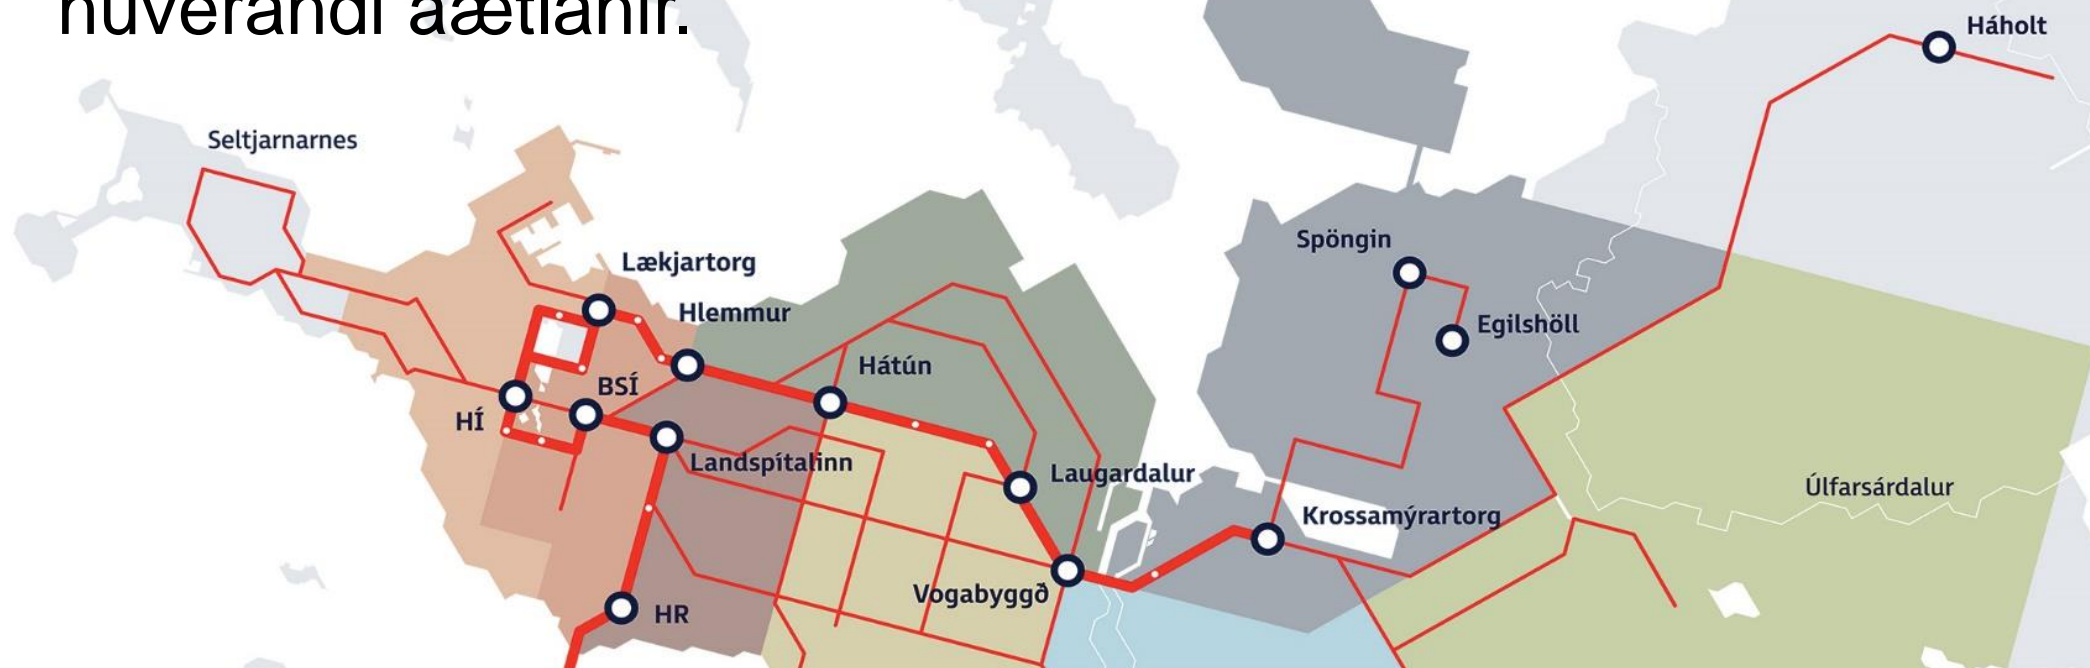 núverandi áætlanir.
Háholt
Seltjarnarnes
Spöngin
Lækjartorg
Hlemmur
Egilshöll
Hátún
BSÍ
HÍ
Landspítalinn
Laugardalur
Úlfarsárdalur
Krossamýrartorg
Vogabyggð
HR